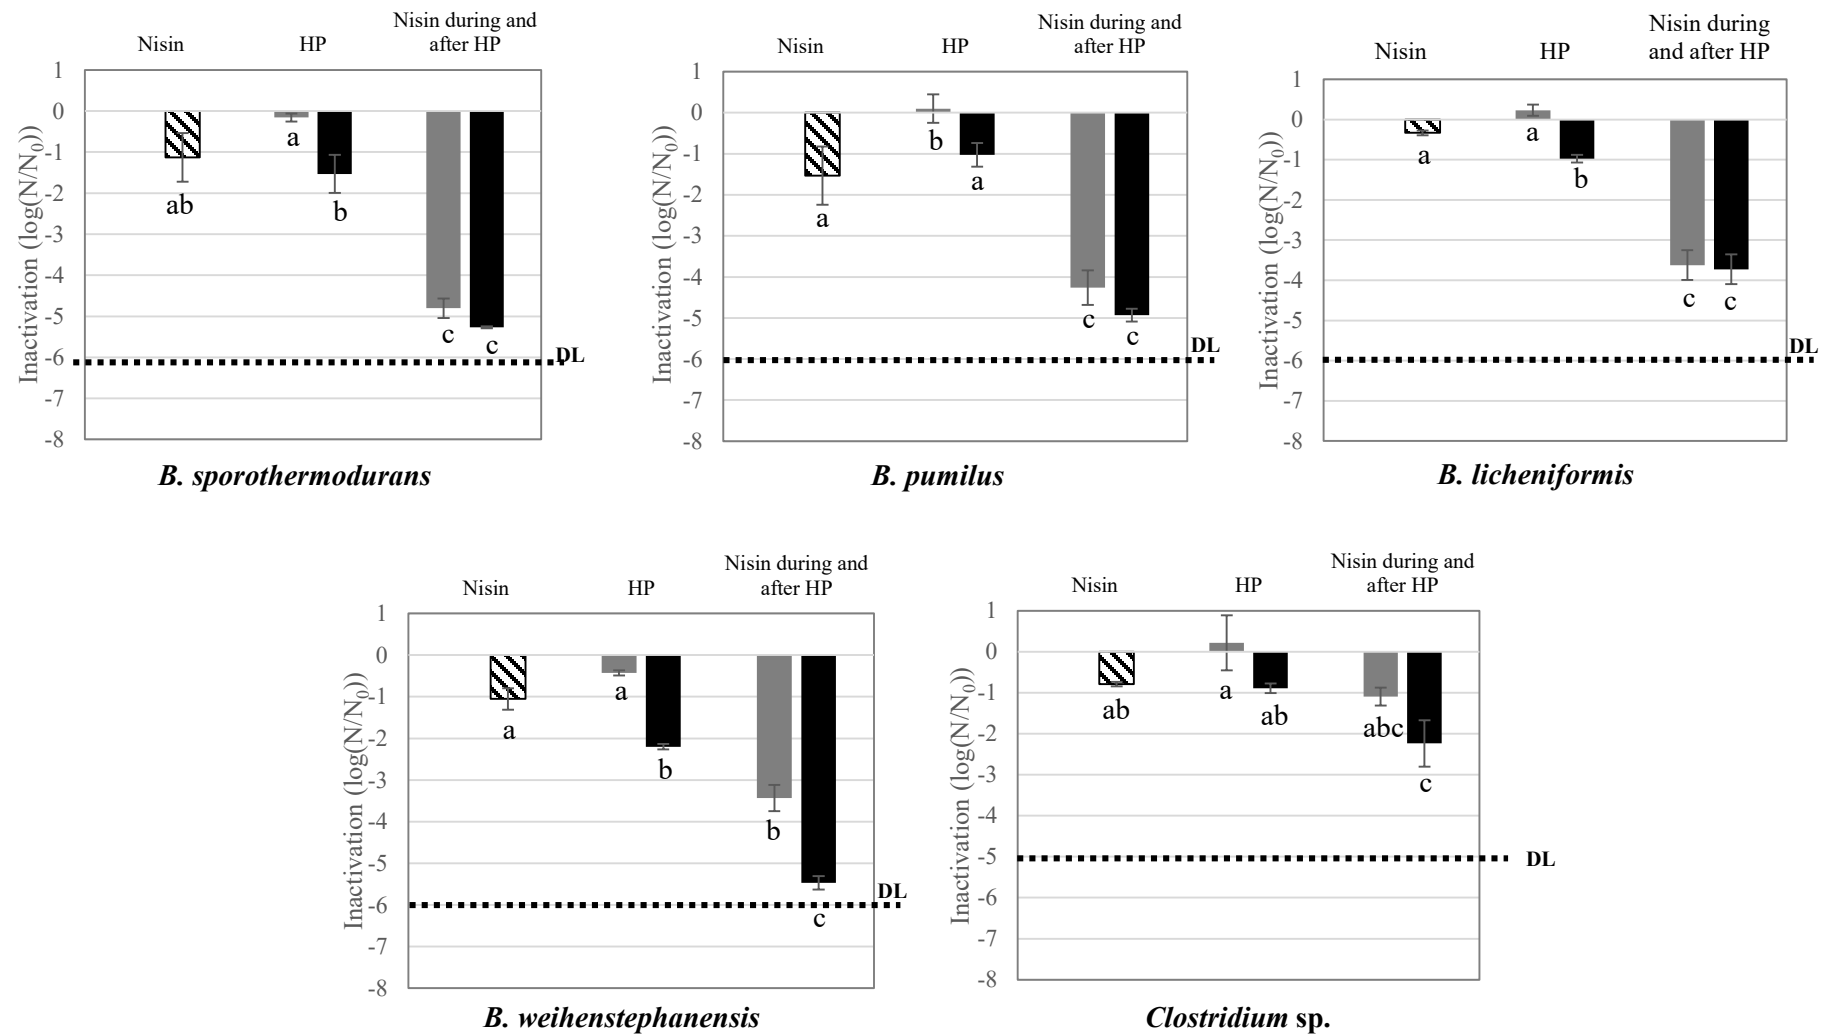 Nisin
HP
Nisin during and
after HP
Inactivation (log(N/N0))
1
0
-1
-2
-3
-4
-5
-6
-7
-8
ab
a
b
c
c
DL
B. sporothermodurans
Nisin
HP
Nisin during and
after HP
Inactivation (log(N/N0))
1
0
-1
-2
-3
-4
-5
-6
-7
-8
a
b
a
c
c
DL
B. pumilus
Nisin
HP
Nisin during
and after HP
Inactivation (log(N/N0))
1
0
-1
-2
-3
-4
-5
-6
-7
-8
a
a
b
c
c
DL
B. licheniformis
Nisin
HP
Nisin during and
after HP
Inactivation (log(N/N0))
1
0
-1
-2
-3
-4
-5
-6
-7
-8
a
a
b
b
c
DL
B. weihenstephanensis
Nisin
HP
Nisin during and
after HP
Inactivation (log(N/N0))
1
0
-1
-2
-3
-4
-5
-6
-7
-8
ab
a
ab
abc
c
DL
Clostridium sp.